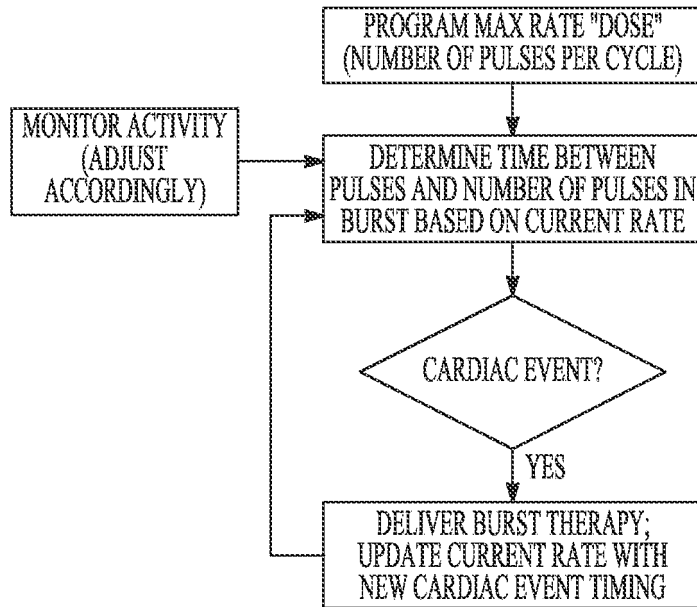 PROGRAM MAX RATE "DOSE"
(NUMBER OF PULSES PER CYCLE)
MONITOR ACTIVITY
(ADJUST
ACCORDINGLY)
DETERMINE TIME BETWEEN
PULSES AND NUMBER OF PULSES IN
BURST BASED ON CURRENT RATE
CARDIAC EVENT?
YES
DELIVER BURST THERAPY;
UPDATE CURRENT RATE WITH
NEW CARDIAC EVENT TIMING